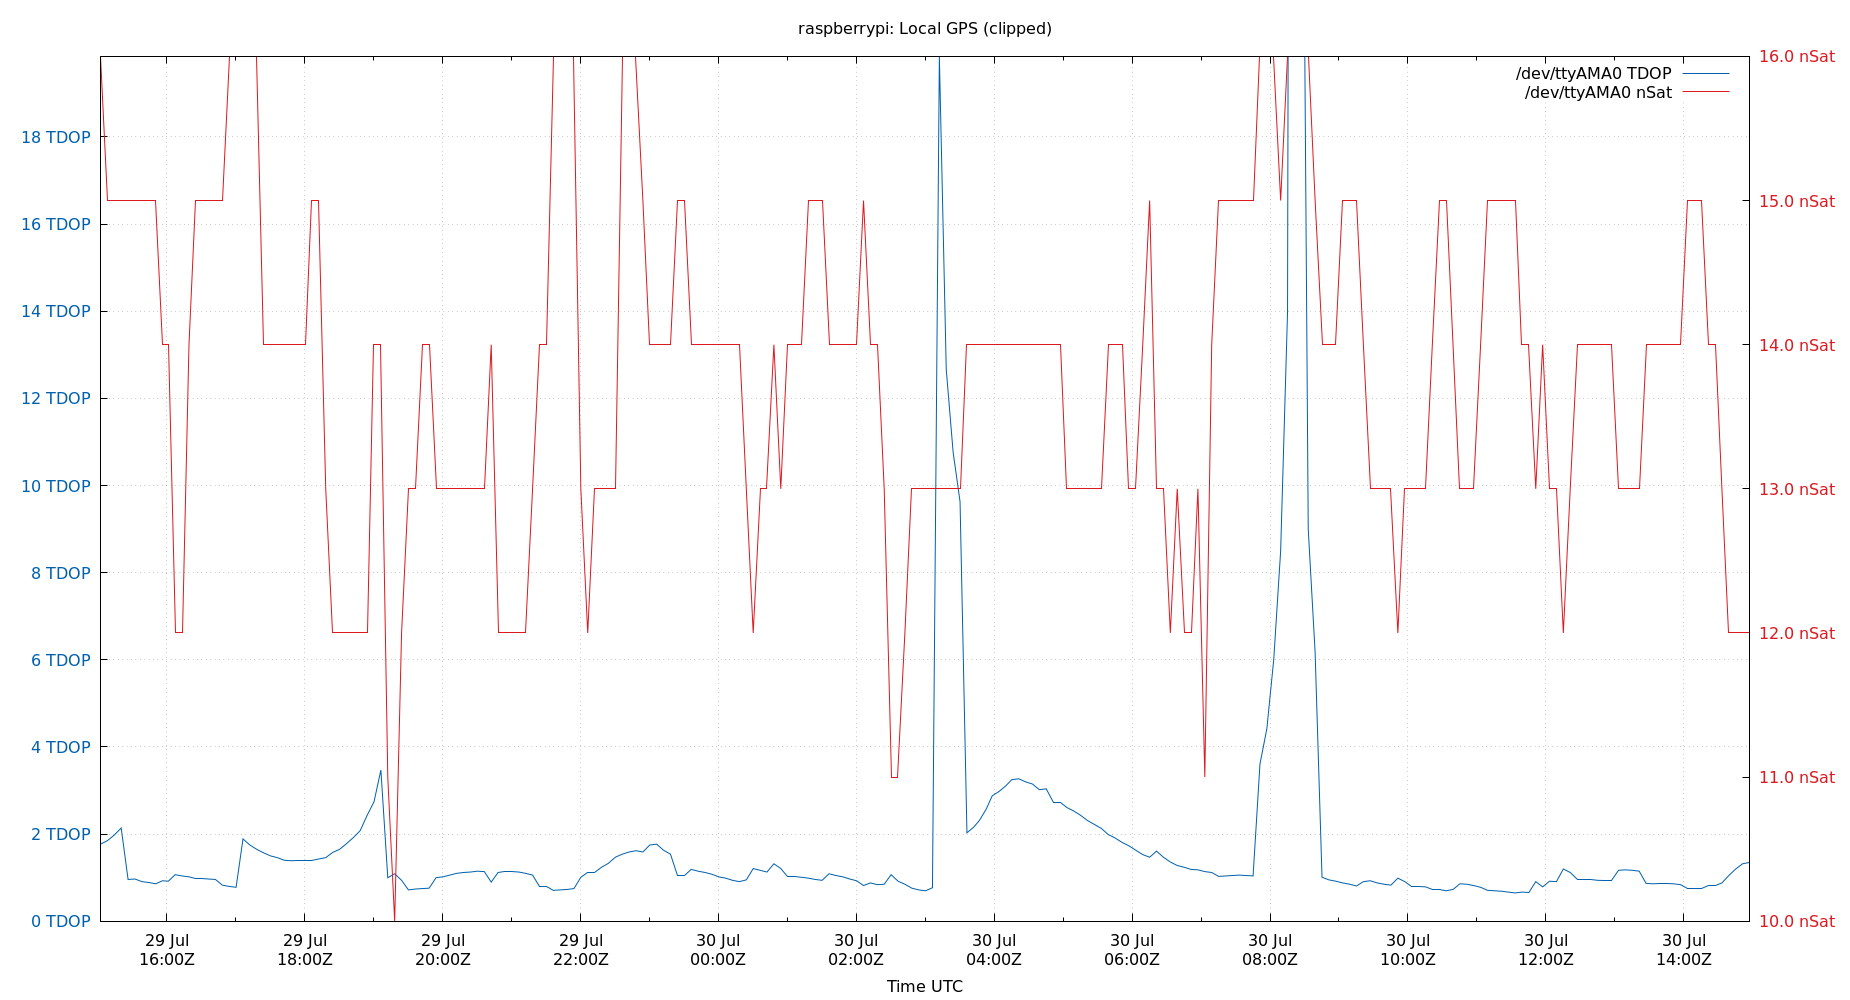 raspberrypi: Local GPS (clipped)
/dev/ttyAMA0 TDOP
/dev/ttyAMA0 nSat
18 TDOP
16 TDOP
14 TDOP
12 TDOP
10 TDOP
8 TDOP
6 TDOP
4 TDOP
2 TDOP
0 TDOP
16.0 nSat
15.0 nSat
14.0 nSat
13.0 nSat
12.0 nSat
11.0 nSat
10.0 nSat
29 Jul
16:00Z
29 Jul
18:00Z
29 Jul
20:00Z
29 Jul
22:00Z
30 Jul
00:00Z
30 Jul
02:00Z
30 Jul
04:00Z
30 Jul
06:00Z
30 Jul
08:00Z
30 Jul
10:00Z
30 Jul
12:00Z
30 Jul
14:00Z
Time UTC